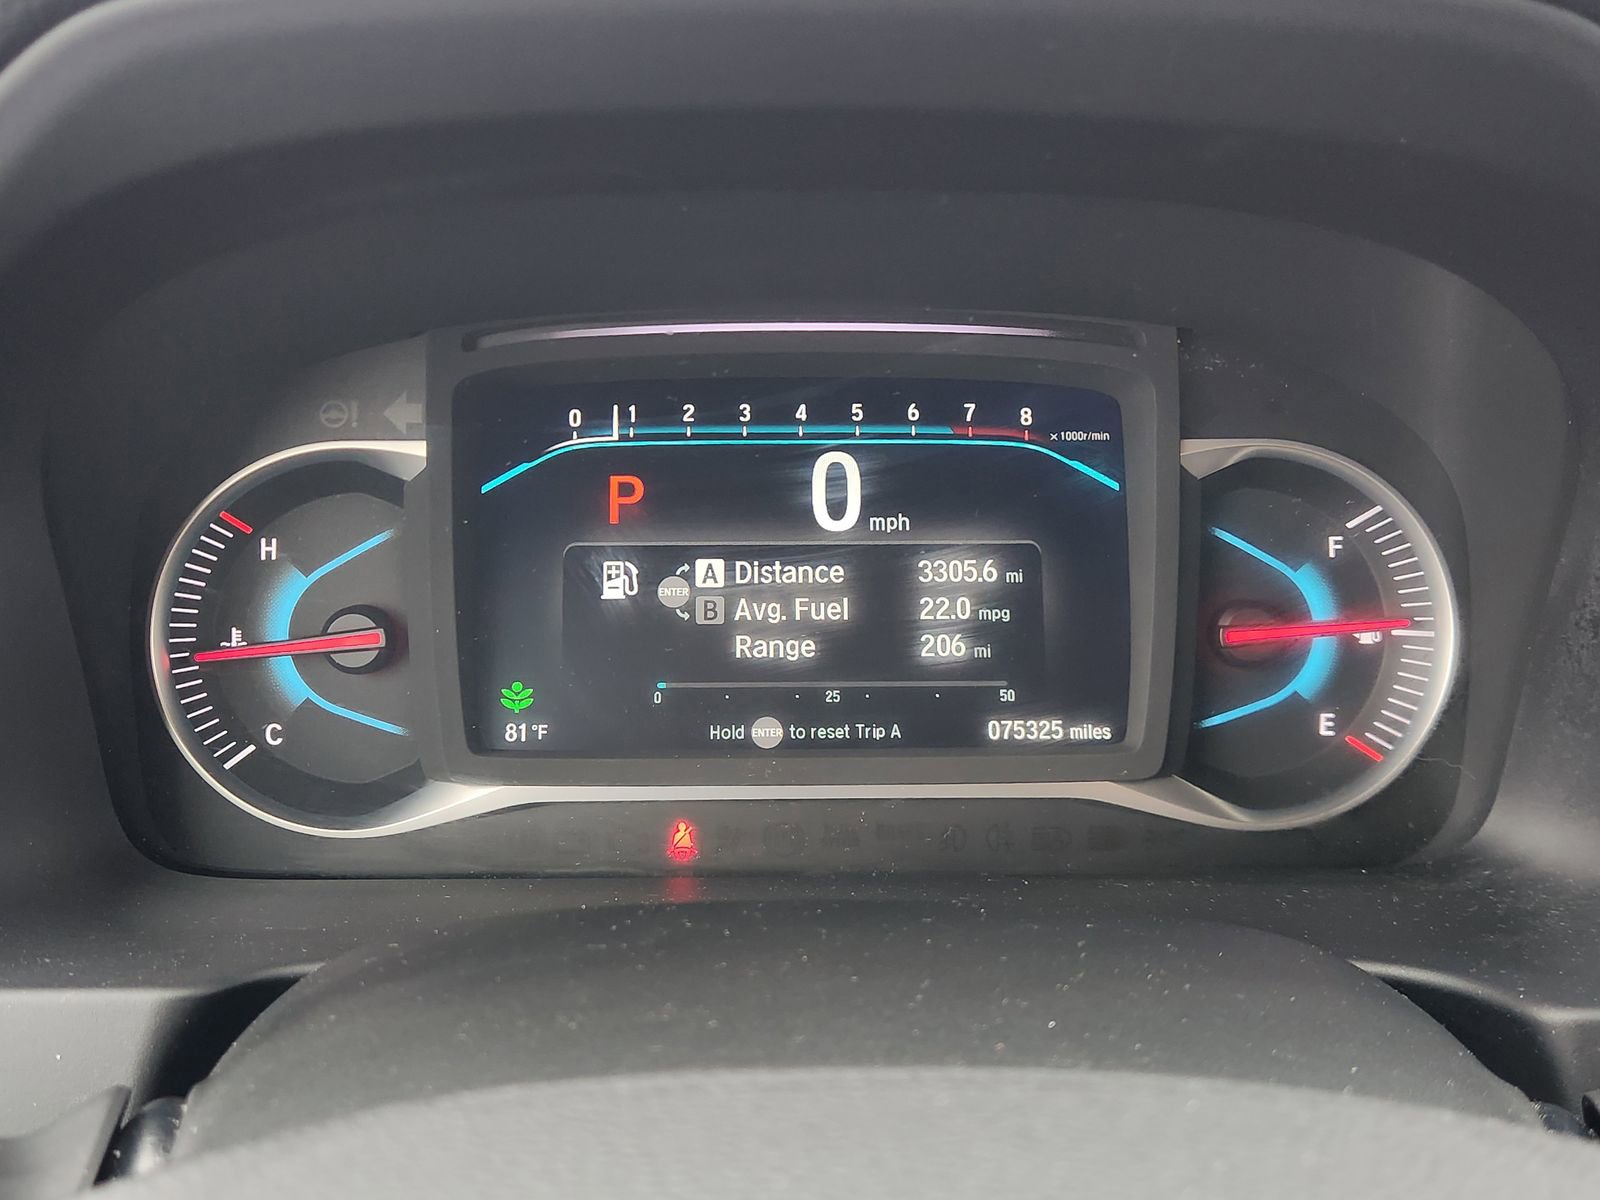 0 1 2 3 4 5 6 7 8
x1000r/min
P
0 mph
H
F
A Distance 3305.6 mi
ENTER
B Avg. Fuel 22.0 mpg
Range 206 mi
0 25 50
C
E
81°F
Hold ENTER to reset Trip A
075325 miles